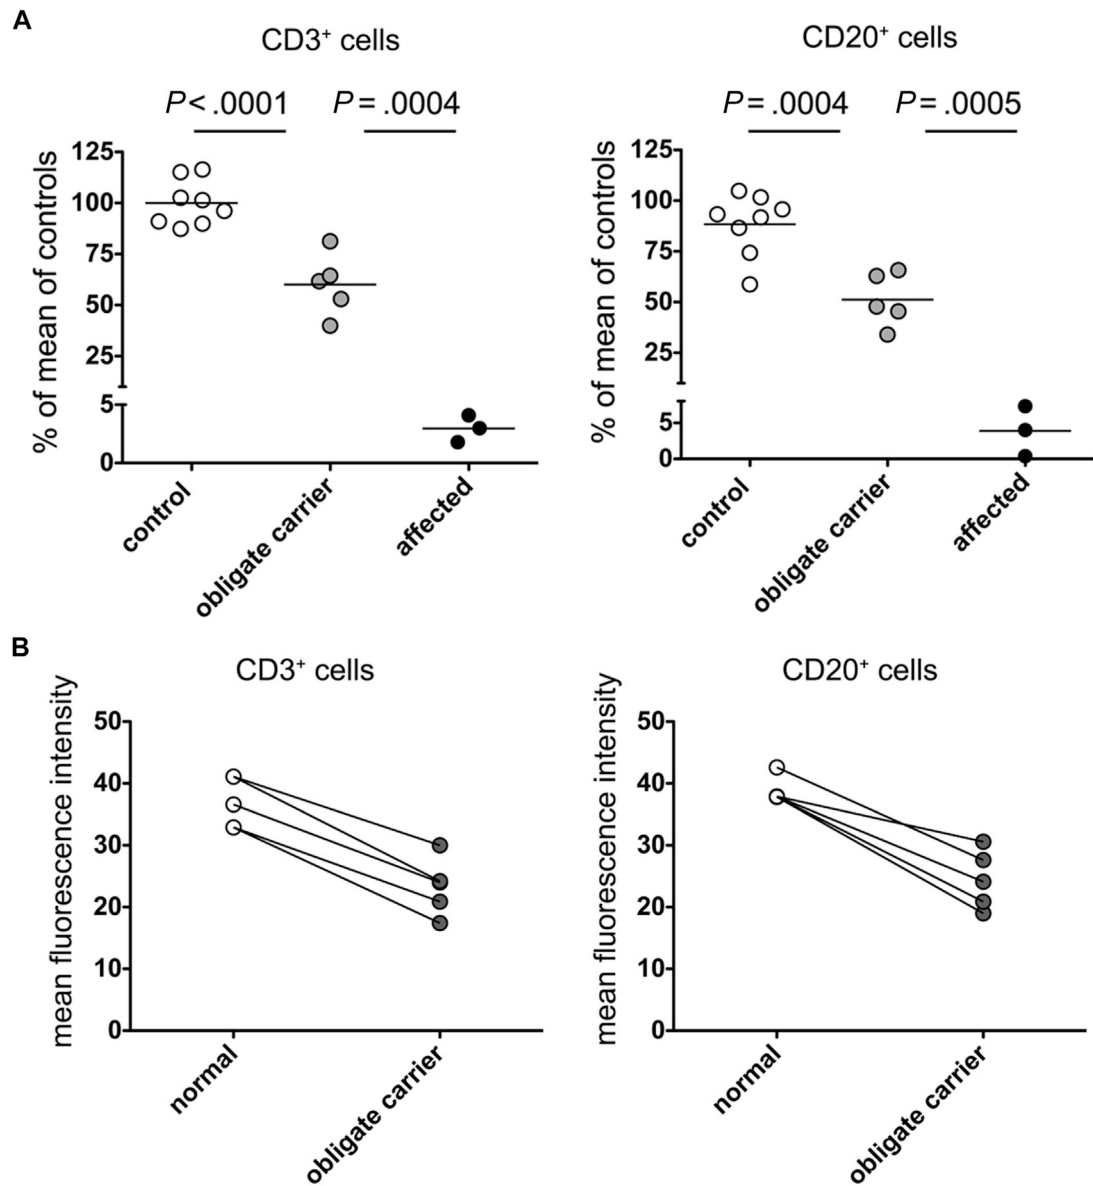 A
CD3⁺ cells
P < .0001 P = .0004
% of mean of controls
125
100
75
50
25
5
0
control
obligate carrier
affected
CD20⁺ cells
P = .0004 P = .0005
% of mean of controls
125
100
75
50
25
5
0
control
obligate carrier
affected
B
CD3⁺ cells
mean fluorescence intensity
50
40
30
20
10
0
normal
obligate carrier
CD20⁺ cells
mean fluorescence intensity
50
40
30
20
10
0
normal
obligate carrier